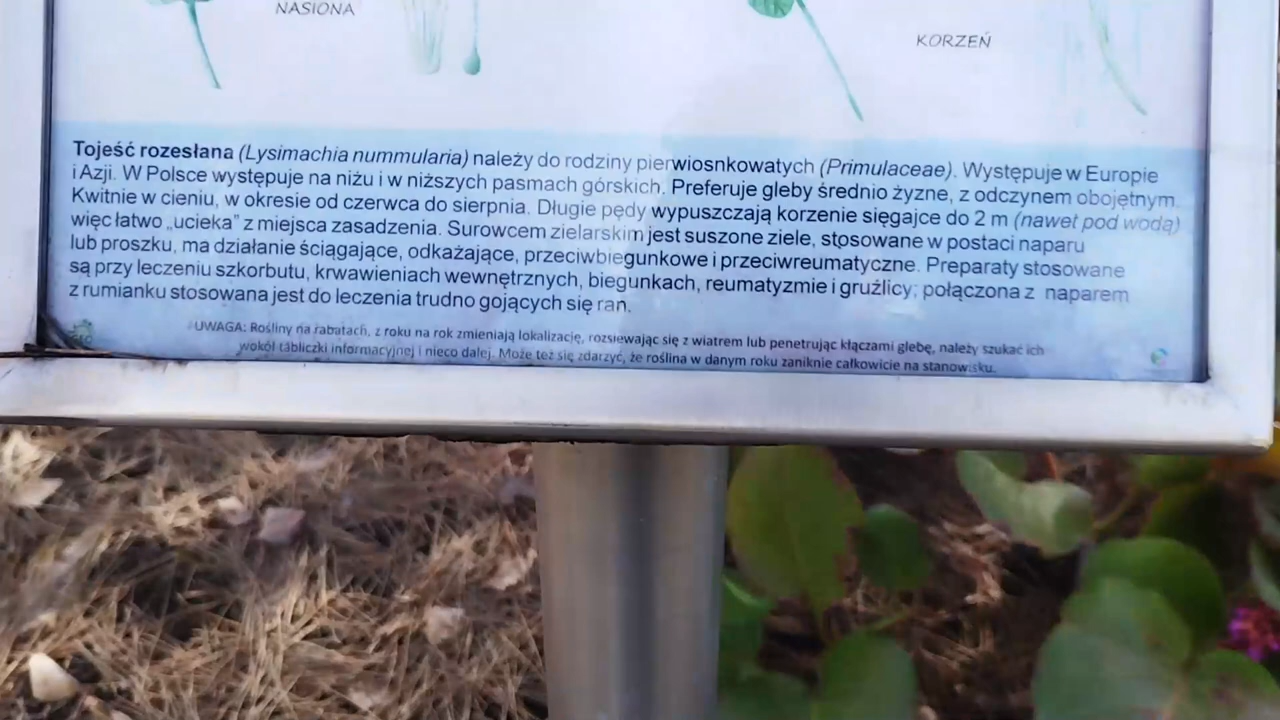 NASIONA
KORZEŃ
Tojeść rozesłana (Lysimachia nummularia) należy do rodziny pierwiosnkowatych (Primulaceae). Występuje w Europie
i Azji. W Polsce występuje na niżu i w niższych pasmach górskich. Preferuje gleby średnio żyzne, z odczynem obojętnym.
Kwitnie w cieniu, w okresie od czerwca do sierpnia. Długie pędy wypuszczają korzenie sięgajce do 2 m (nawet pod wodą)
więc łatwo „ucieka" z miejsca zasadzenia. Surowcem zielarskim jest suszone ziele, stosowane w postaci naparu
lub proszku, ma działanie ściągające, odkażające, przeciwbiegunkowe i przeciwreumatyczne. Preparaty stosowane
są przy leczeniu szkorbutu, krwawieniach wewnętrznych, biegunkach, reumatyzmie i gruźlicy; połączona z naparem
z rumianku stosowana jest do leczenia trudno gojących się ran.
UWAGA: Rośliny na rabatach, z roku na rok zmieniają lokalizację, rozsiewając się z wiatrem lub penetrując kłączami glebę, należy szukać ich
wokół tabliczki informacyjnej i nieco dalej. Może też się zdarzyć, że roślina w danym roku zaniknie całkowicie na stanowisku.